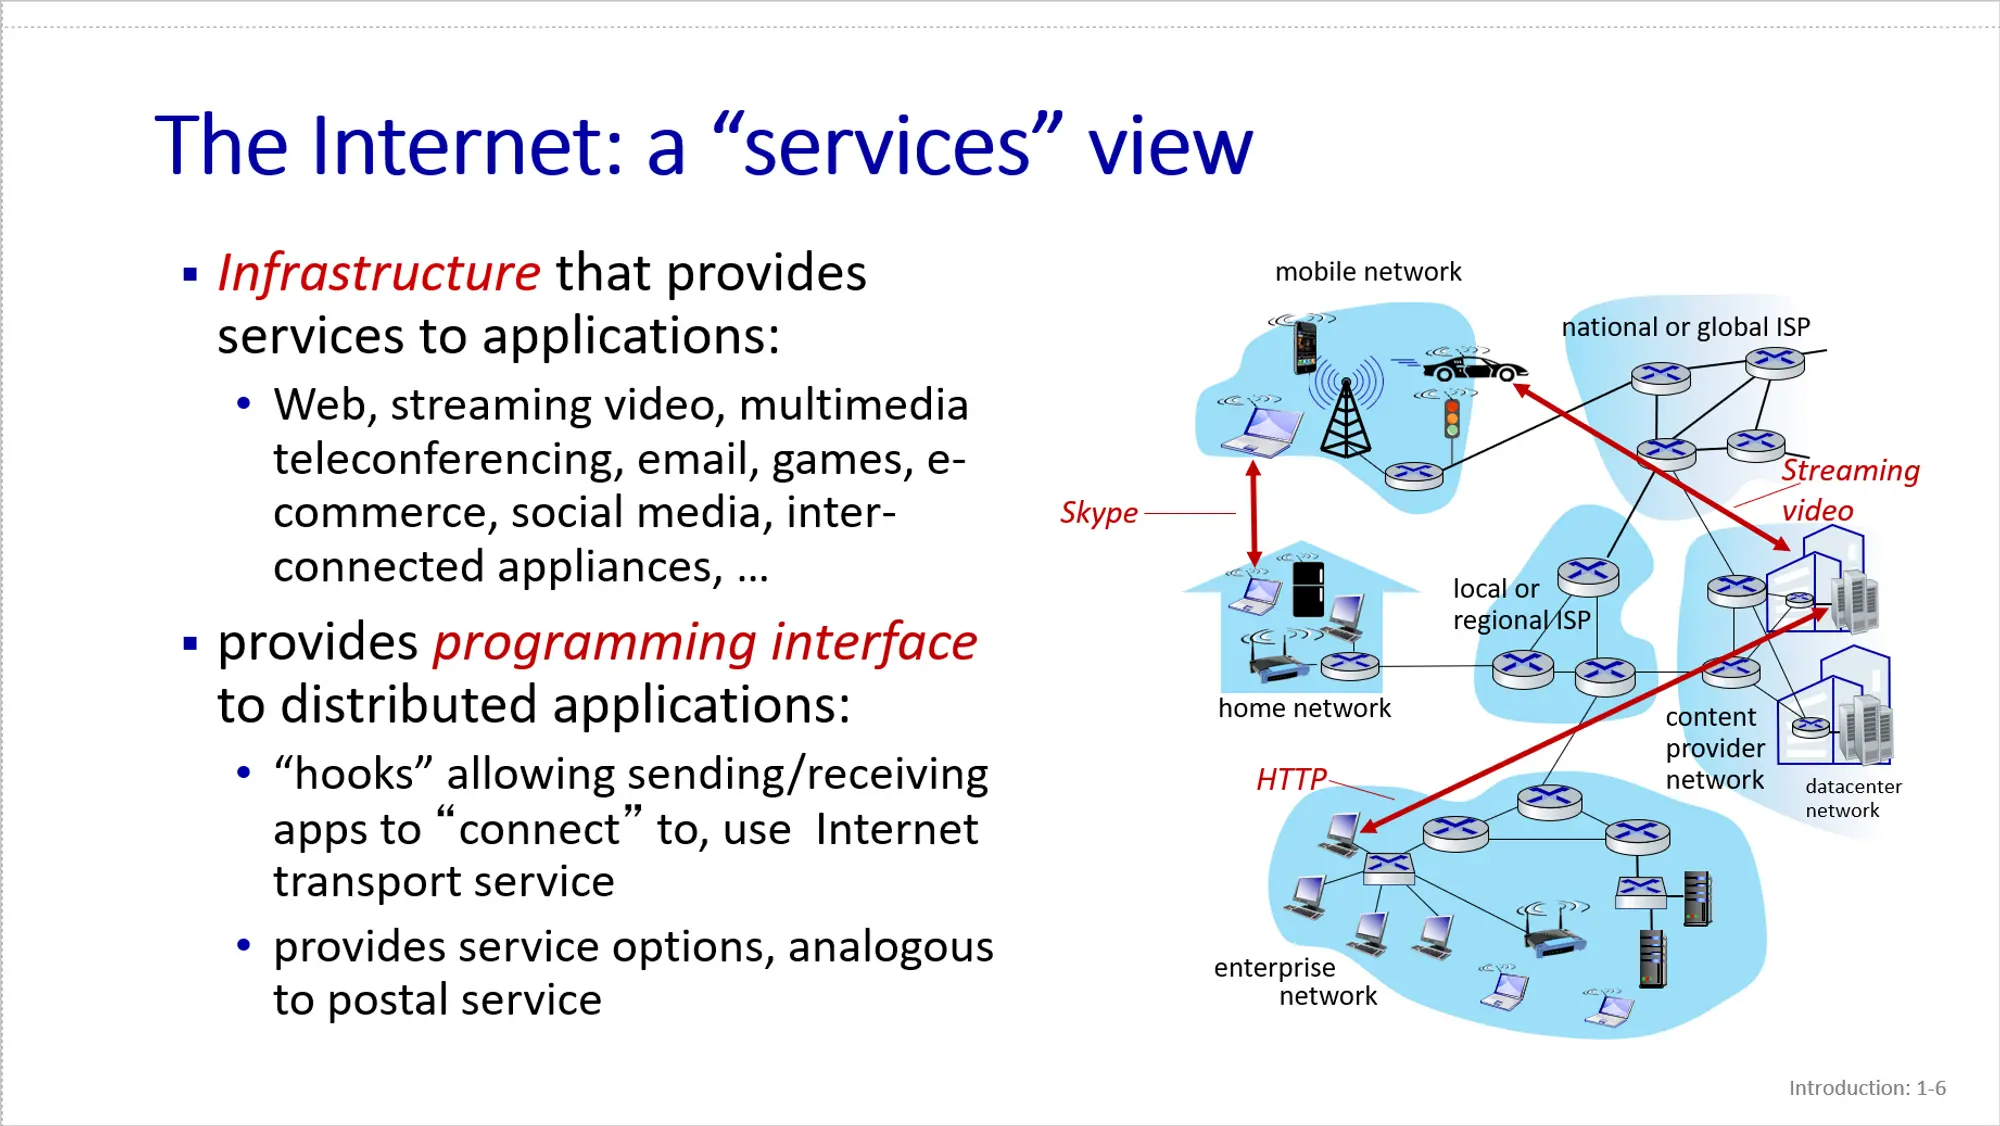 The Internet: a “services” view
Infrastructure that provides
services to applications:
Web, streaming video, multimedia
teleconferencing, email, games, e-
commerce, social media, inter-
connected appliances, …
provides programming interface
to distributed applications:
“hooks” allowing sending/receiving
apps to “connect” to, use  Internet
transport service
provides service options, analogous
to postal service
mobile network
national or global ISP
Streaming
video
Skype
local or
regional ISP
home network
content
provider
network
datacenter
network
HTTP
enterprise
network
Introduction: 1-6